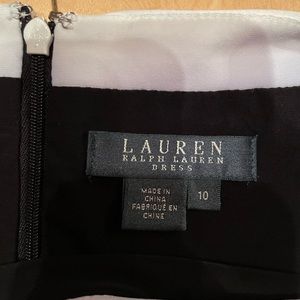 LAUREN
RALPH LAUREN
DRESS
MADE IN
CHINA
FABRIQUÉ EN
CHINE
10